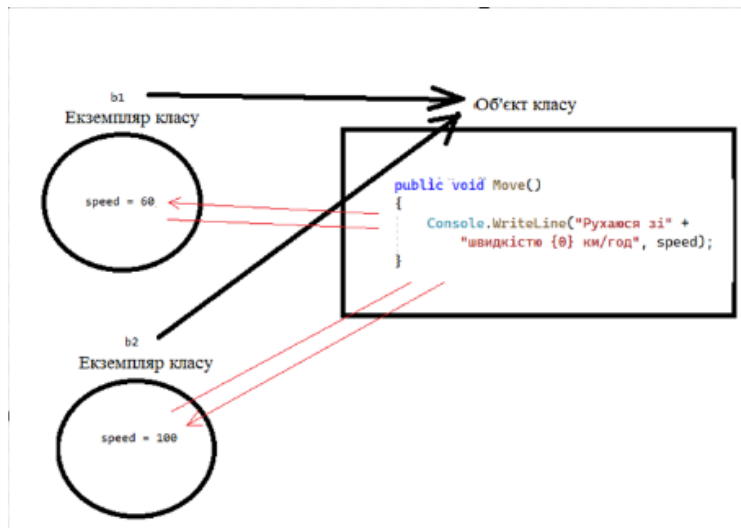 b1
Екземпляр класу
speed = 60
Об'єкт класу
public void Move()
{
Console.WriteLine("Рухаюся зі" +
"швидкістю {0} км/год", speed);
}
b2
Екземпляр класу
speed = 100